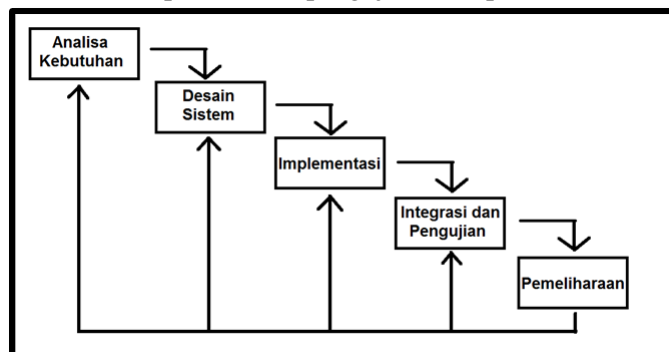 Analisa
Kebutuhan
Desain
Sistem
Implementasi
Integrasi dan
Pengujian
Pemeliharaan